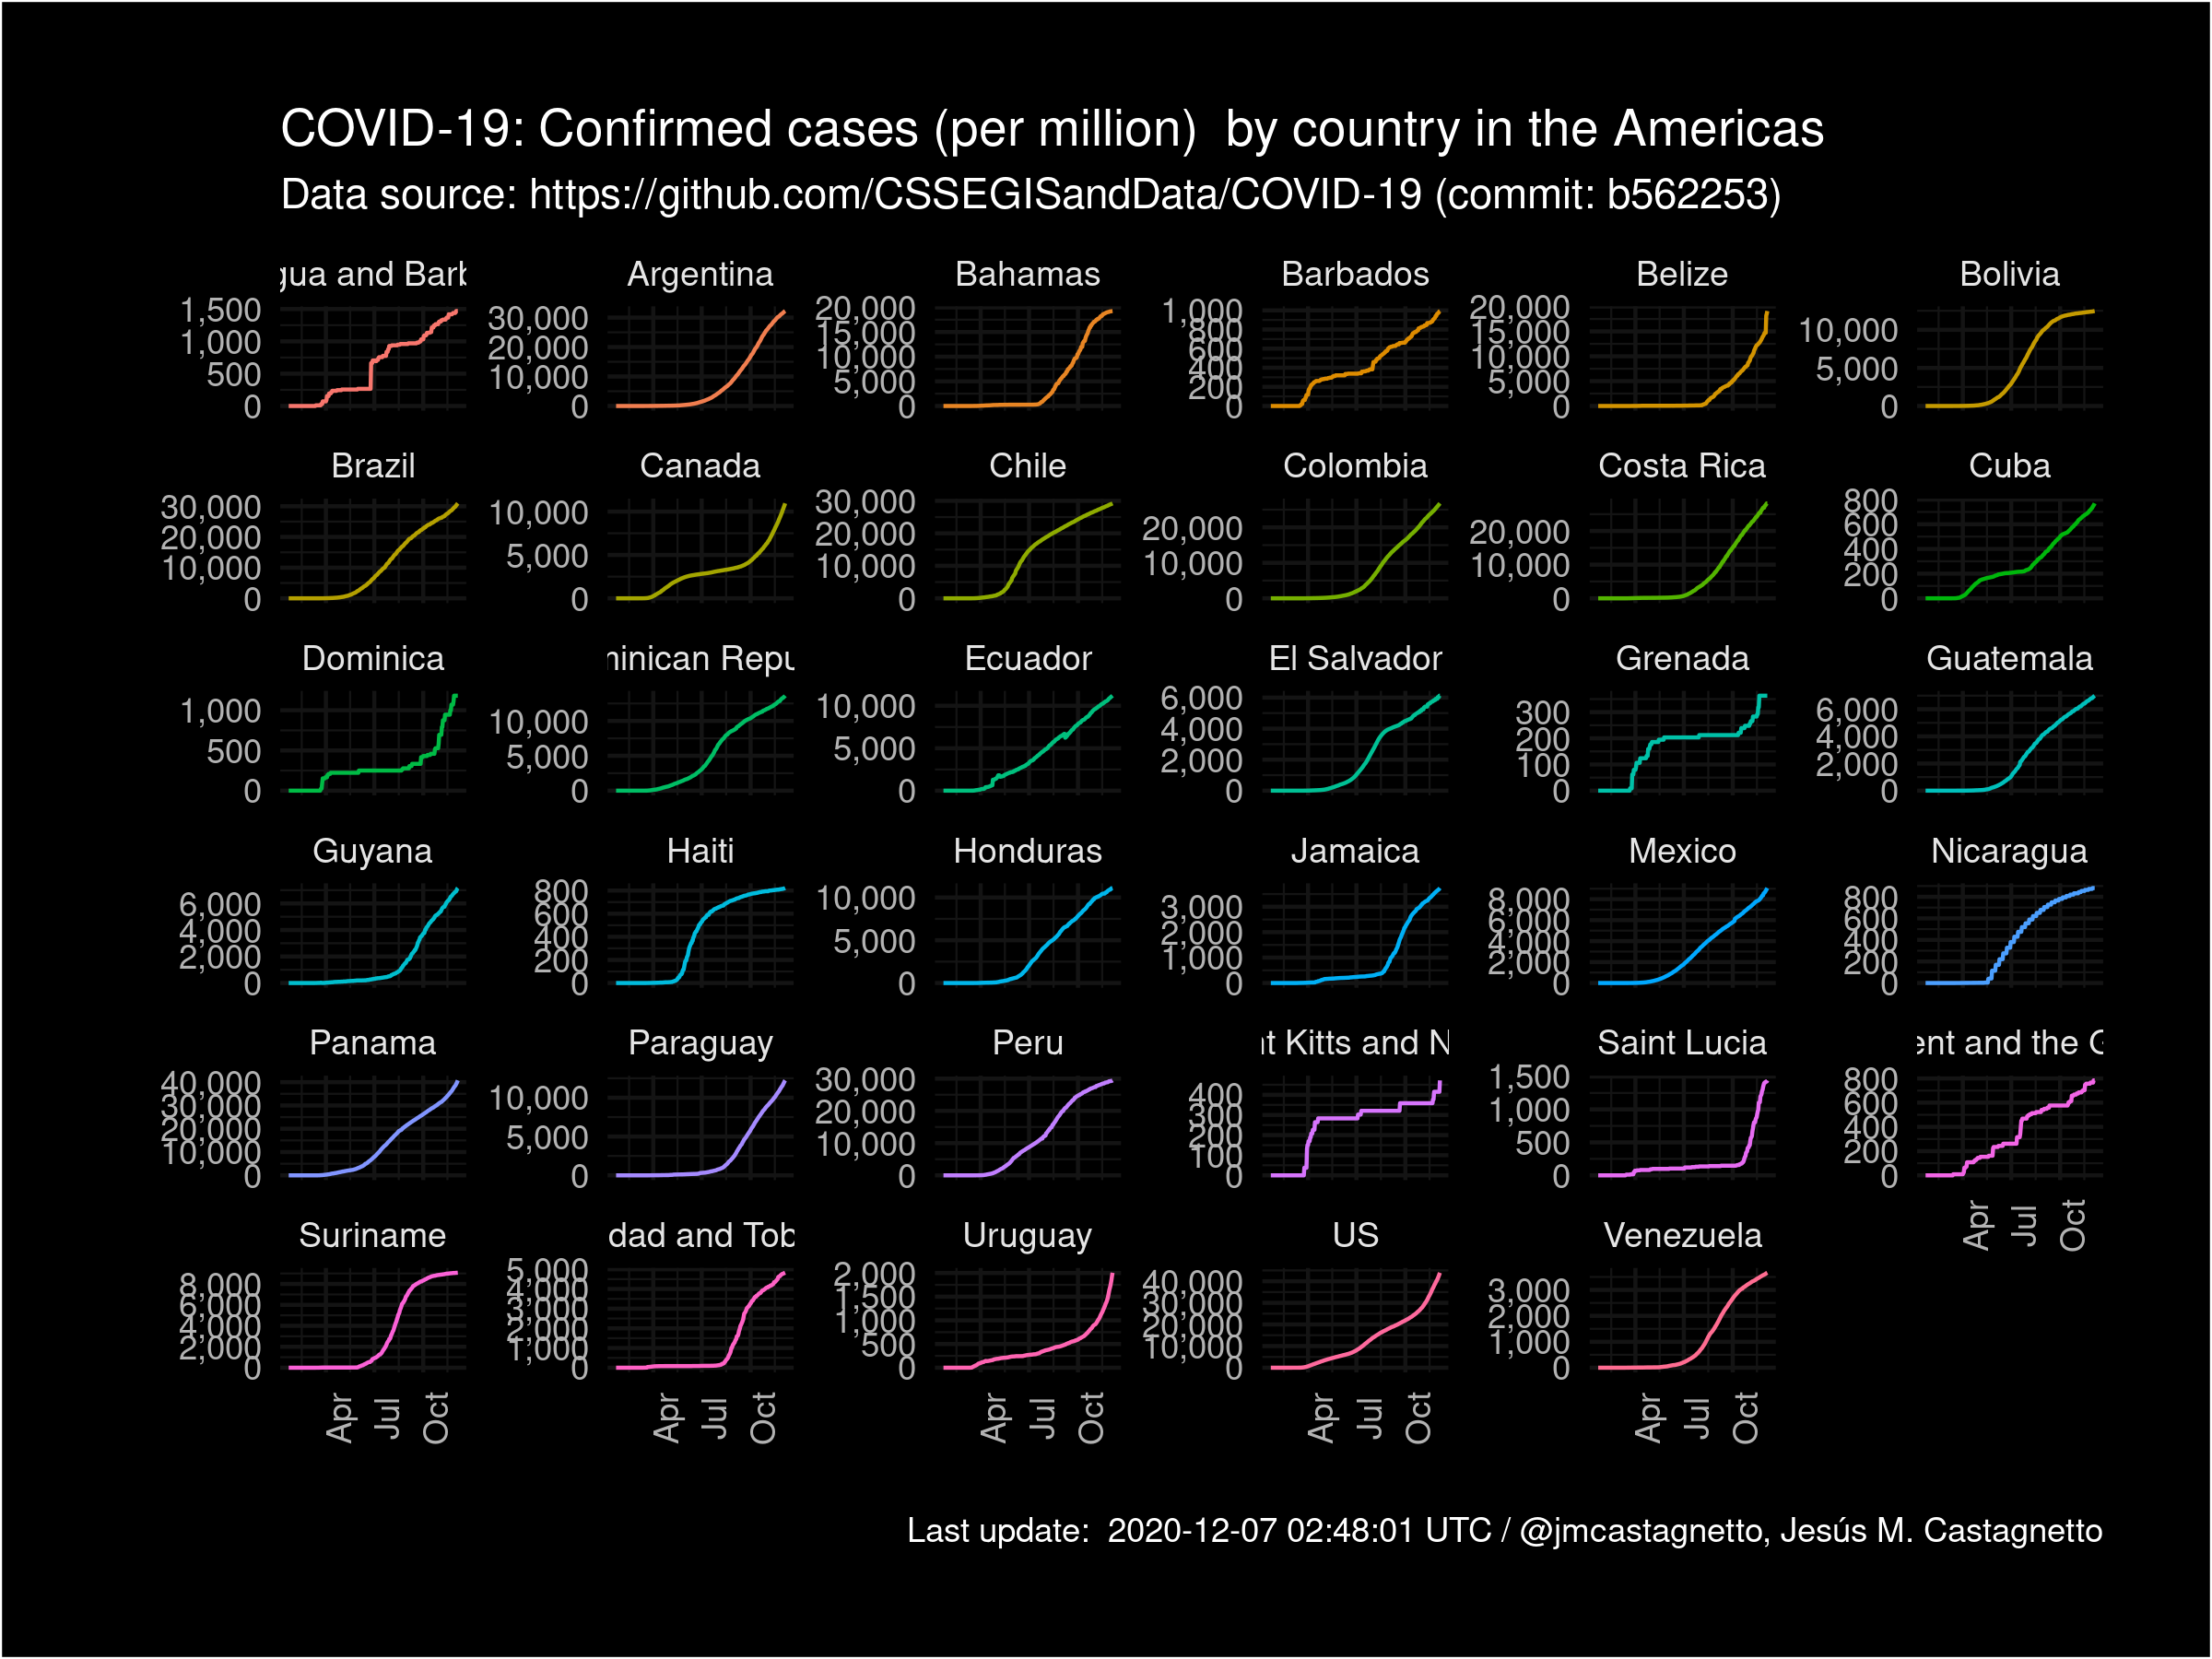 COVID-19: Confirmed cases (per million)  by country in the Americas
Data source: https://github.com/CSSEGISandData/COVID-19 (commit: b562253)
gua and Barb
1,500
1,000
500
0
Argentina
30,000
20,000
10,000
0
Bahamas
20,000
15,000
10,000
5,000
0
Barbados
1,000
800
600
400
200
0
Belize
20,000
15,000
10,000
5,000
0
Bolivia
10,000
5,000
0
Brazil
30,000
20,000
10,000
0
Canada
10,000
5,000
0
Chile
30,000
20,000
10,000
0
Colombia
20,000
10,000
0
Costa Rica
20,000
10,000
0
Cuba
800
600
400
200
0
Dominica
1,000
500
0
minican Repu
10,000
5,000
0
Ecuador
10,000
5,000
0
El Salvador
6,000
4,000
2,000
0
Grenada
300
200
100
0
Guatemala
6,000
4,000
2,000
0
Guyana
6,000
4,000
2,000
0
Haiti
800
600
400
200
0
Honduras
10,000
5,000
0
Jamaica
3,000
2,000
1,000
0
Mexico
8,000
6,000
4,000
2,000
0
Nicaragua
800
600
400
200
0
Panama
40,000
30,000
20,000
10,000
0
Paraguay
10,000
5,000
0
Peru
30,000
20,000
10,000
0
nt Kitts and N
400
300
200
100
0
Saint Lucia
1,500
1,000
500
0
ent and the G
800
600
400
200
0
Apr
Jul
Oct
Suriname
8,000
6,000
4,000
2,000
0
Apr
Jul
Oct
dad and Tob
5,000
4,000
3,000
2,000
1,000
0
Apr
Jul
Oct
Uruguay
2,000
1,500
1,000
500
0
Apr
Jul
Oct
US
40,000
30,000
20,000
10,000
0
Apr
Jul
Oct
Venezuela
3,000
2,000
1,000
0
Apr
Jul
Oct
Last update:  2020-12-07 02:48:01 UTC / @jmcastagnetto, Jesús M. Castagnetto